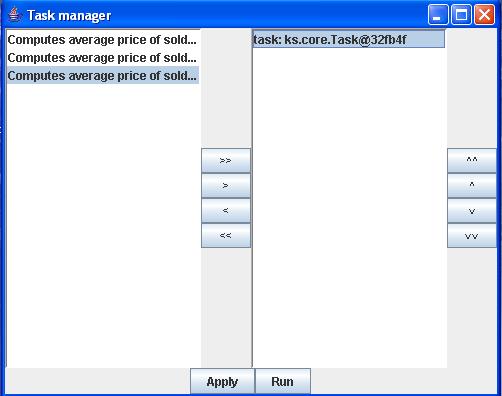 Task manager
Computes average price of sold...
Computes average price of sold...
Computes average price of sold...
task: ks.core.Task@32fb4f
>>
>
<
<<
^^
^
v
vv
Apply
Run